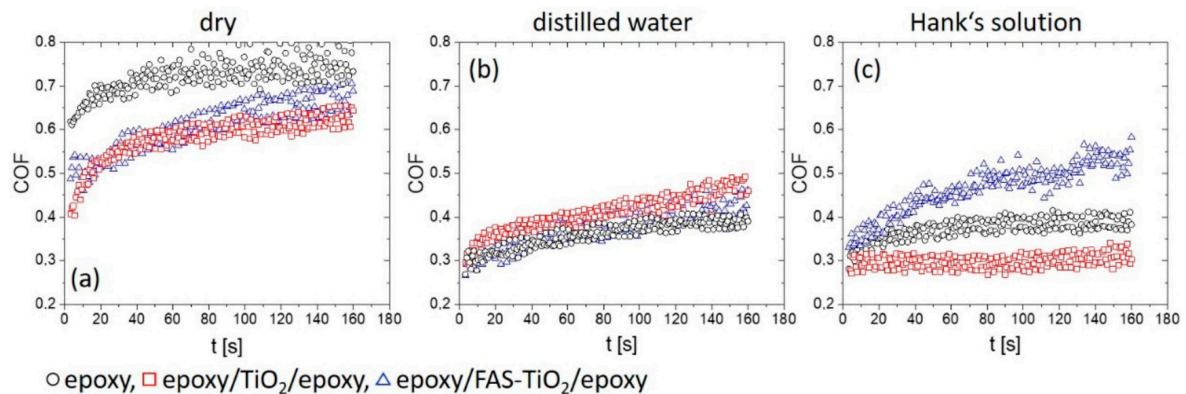 dry
distilled water
Hank‘s solution
0.8
0.7
0.6
0.5
0.4
0.3
0.2
COF
(a)
0 20 40 60 80 100 120 140 160 180
t [s]
0.8
0.7
0.6
0.5
0.4
0.3
0.2
COF
(b)
0 20 40 60 80 100 120 140 160 180
t [s]
0.8
0.7
0.6
0.5
0.4
0.3
0.2
COF
(c)
0 20 40 60 80 100 120 140 160 180
t [s]
epoxy, epoxy/TiO₂/epoxy, epoxy/FAS-TiO₂/epoxy